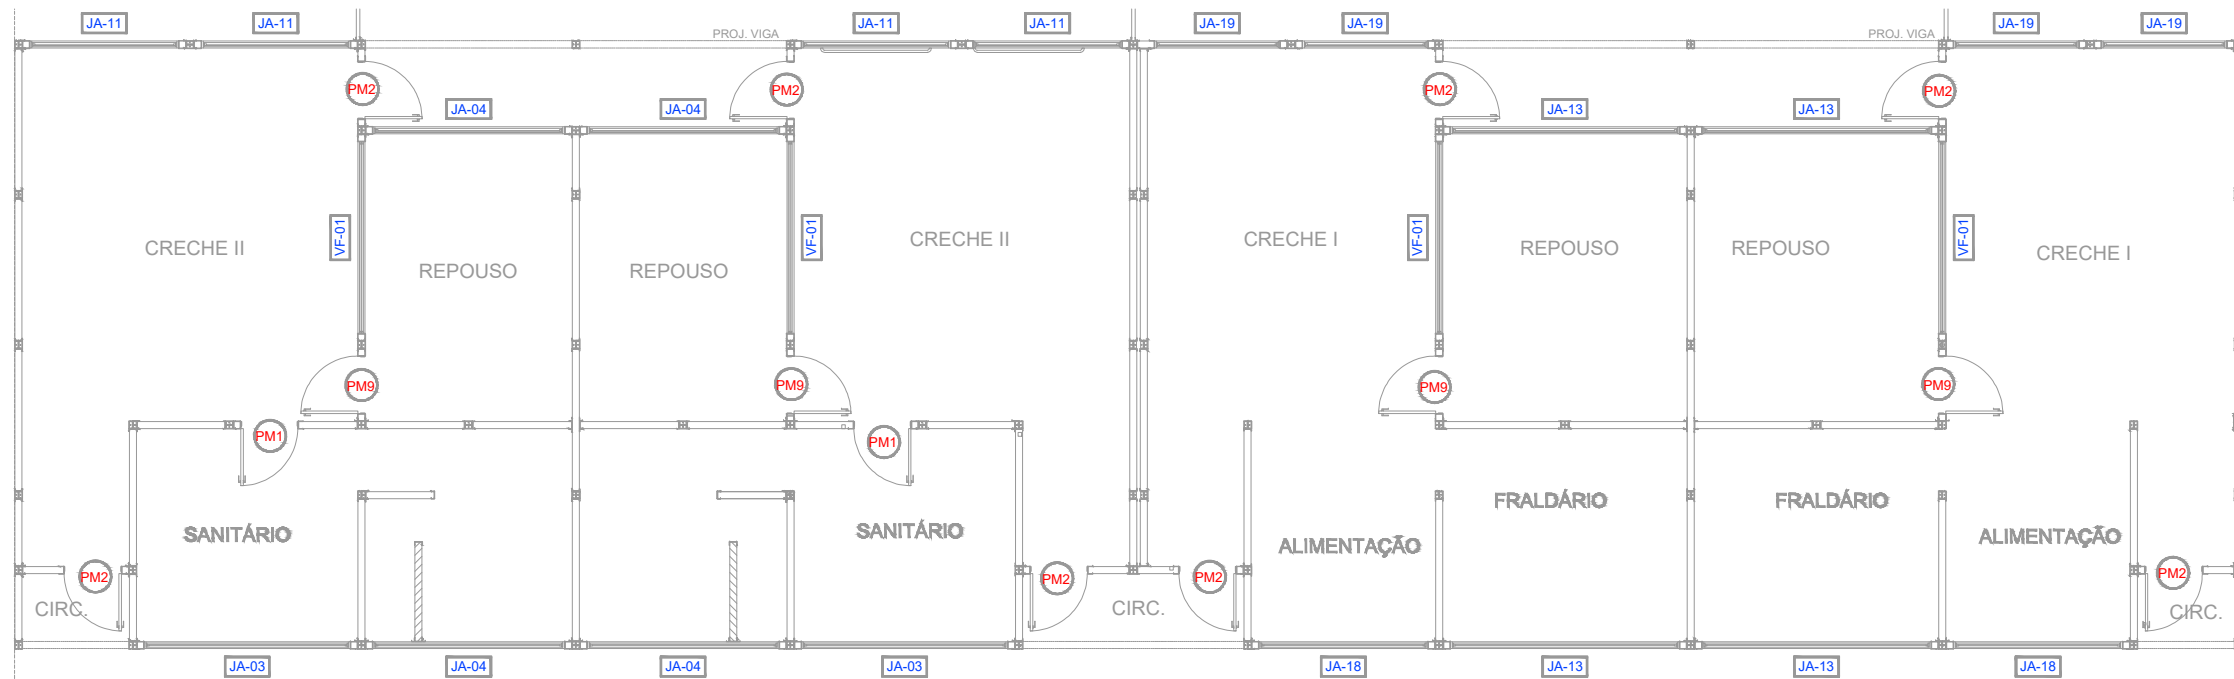 JA-11
JA-11
JA-11
JA-11
JA-19
JA-19
JA-19
JA-19
PROJ. VIGA
PROJ. VIGA
PM2
PM2
PM2
PM2
JA-04
JA-04
JA-13
JA-13
VF-01
VF-01
VF-01
VF-01
CRECHE II
REPOUSO
REPOUSO
CRECHE II
CRECHE I
REPOUSO
REPOUSO
CRECHE I
PM9
PM9
PM9
PM9
PM1
PM1
SANITÁRIO
SANITÁRIO
ALIMENTAÇÃO
FRALDÁRIO
FRALDÁRIO
ALIMENTAÇÃO
PM2
PM2
PM2
PM2
CIRC.
CIRC.
CIRC.
JA-03
JA-04
JA-04
JA-03
JA-18
JA-13
JA-13
JA-18